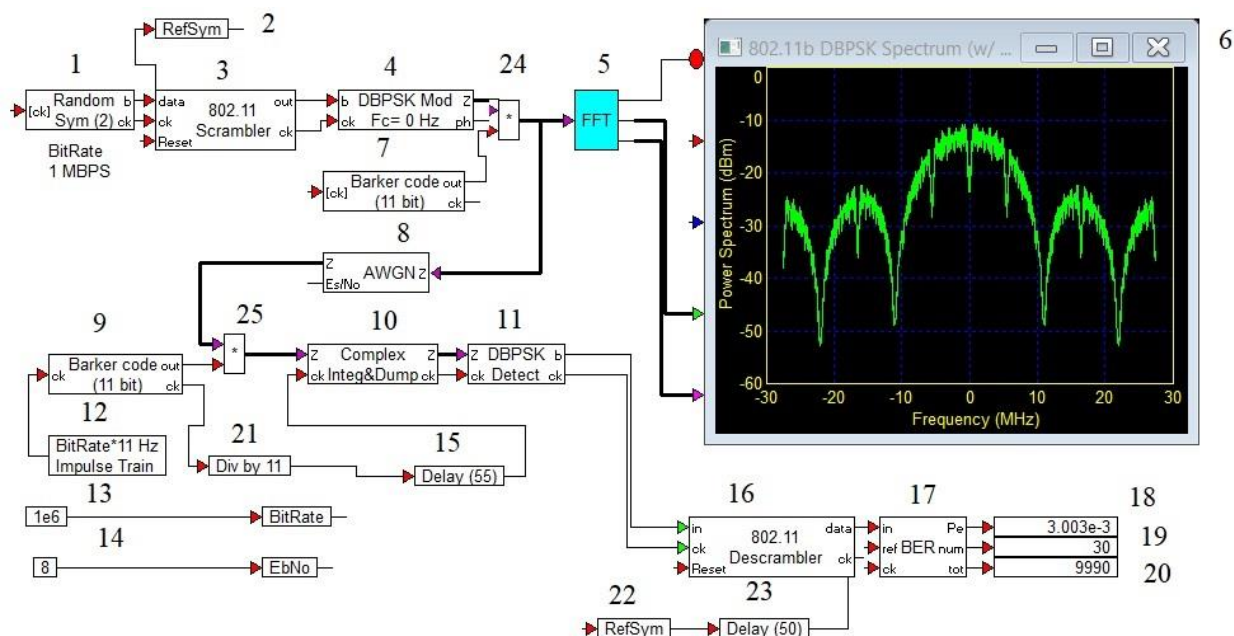 1
2
3
4
24
5
6
RefSym
[ck] Random b
Sym (2) ck
BitRate
1 MBPS
data out
802.11
ck Scrambler
ck
Reset
b DBPSK Mod Z
ck Fc= 0 Hz ph
*
FFT
7
[ck] Barker code out
(11 bit) ck
8
Z AWGN Z
Es/No
802.11b DBPSK Spectrum (w/ ...
Power Spectrum (dBm)
0
-10
-20
-30
-40
-50
-60
-30
-20
-10
0
10
20
30
Frequency (MHz)
9
25
10
11
ck Barker code out
(11 bit) ck
*
Z Complex Z
ck Integ&Dump ck
Z DBPSK b
ck Detect ck
12
BitRate*11 Hz
Impulse Train
21
Div by 11
15
Delay (55)
13
1e6
BitRate
14
8
EbNo
16
17
18
in data
802.11
ck Descrambler ck
Reset
in Pe
ref BER num
ck tot
3.003e-3
30
9990
19
20
22
RefSym
23
Delay (50)